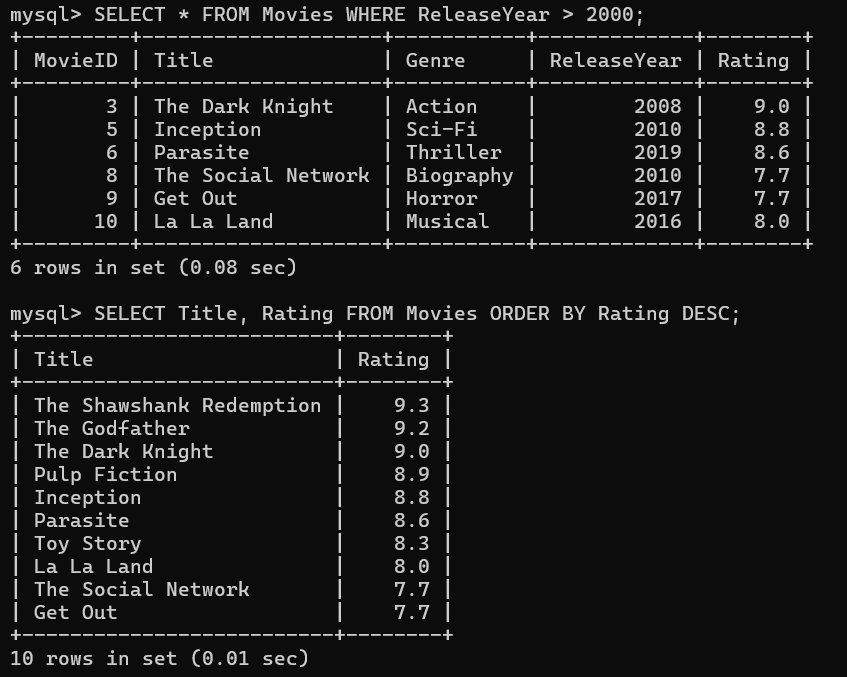 mysql> SELECT * FROM Movies WHERE ReleaseYear > 2000;
+---------+--------------------+-----------+-------------+--------+
| MovieID | Title              | Genre     | ReleaseYear | Rating |
+---------+--------------------+-----------+-------------+--------+
|       3 | The Dark Knight    | Action    |        2008 |    9.0 |
|       5 | Inception          | Sci-Fi    |        2010 |    8.8 |
|       6 | Parasite           | Thriller  |        2019 |    8.6 |
|       8 | The Social Network | Biography |        2010 |    7.7 |
|       9 | Get Out            | Horror    |        2017 |    7.7 |
|      10 | La La Land         | Musical   |        2016 |    8.0 |
+---------+--------------------+-----------+-------------+--------+
6 rows in set (0.08 sec)

mysql> SELECT Title, Rating FROM Movies ORDER BY Rating DESC;
+--------------------------+--------+
| Title                    | Rating |
+--------------------------+--------+
| The Shawshank Redemption |    9.3 |
| The Godfather            |    9.2 |
| The Dark Knight          |    9.0 |
| Pulp Fiction             |    8.9 |
| Inception                |    8.8 |
| Parasite                 |    8.6 |
| Toy Story                |    8.3 |
| La La Land               |    8.0 |
| The Social Network       |    7.7 |
| Get Out                  |    7.7 |
+--------------------------+--------+
10 rows in set (0.01 sec)